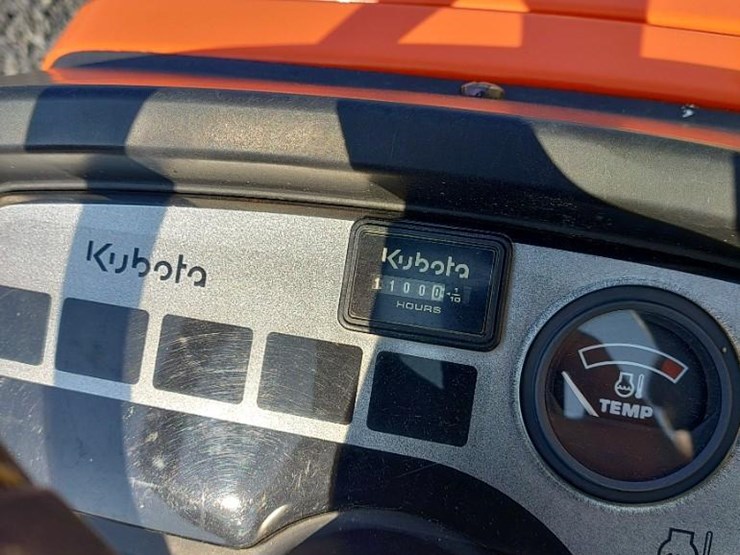 Kubota
Kubota
11000 1/10
HOURS
TEMP